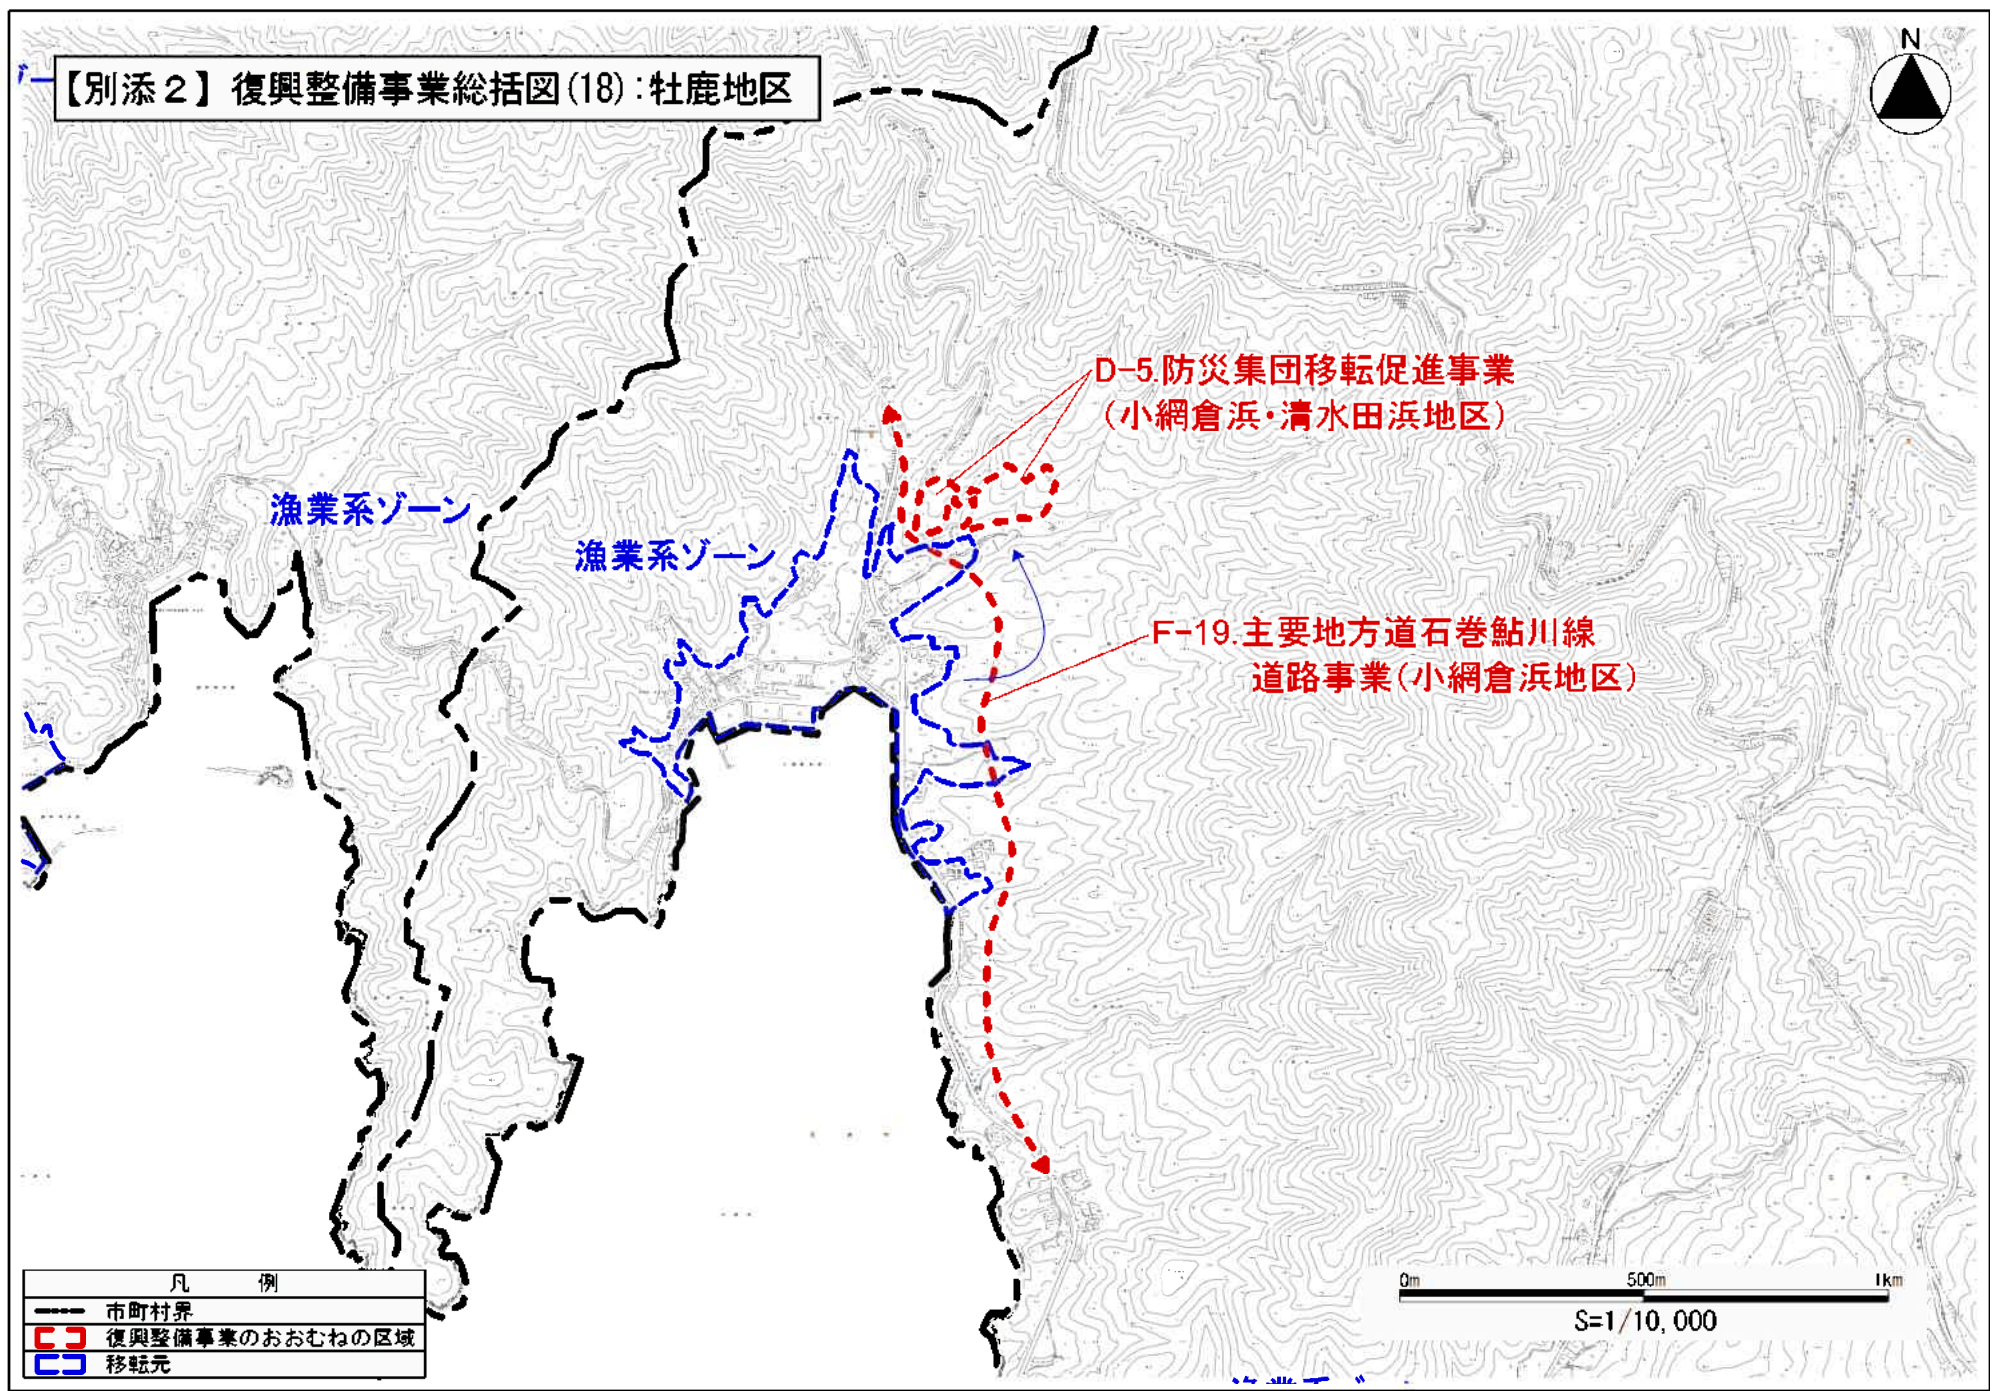 【別添２】復興整備事業総括図(18):牡鹿地区
N
D-5.防災集団移転促進事業
(小網倉浜・清水田浜地区)
漁業系ゾーン
漁業系ゾーン
F-19.主要地方道石巻鮎川線
道路事業(小網倉浜地区)
凡　例
市町村界
復興整備事業のおおむねの区域
移転元
0m 500m 1km
S=1/10,000